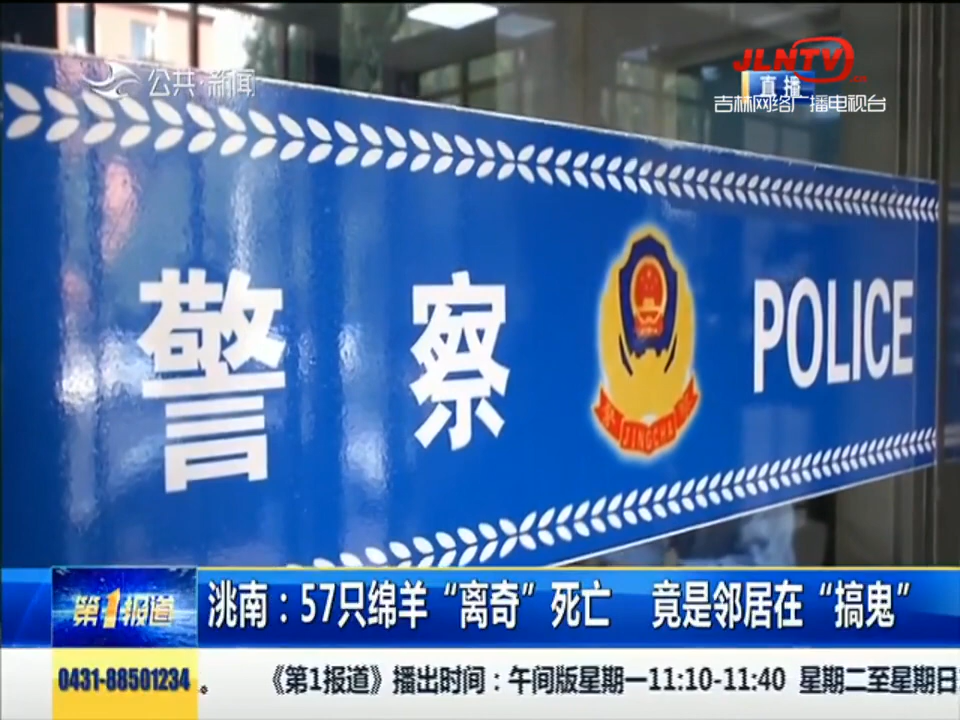 公共·新闻
JLNTV.cn
直播
吉林网络广播电视台
警察 POLICE
JINGCHA
洮南：57只绵羊“离奇”死亡 竟是邻居在“搞鬼”
第1报道
0431-88501234
。 《第1报道》播出时间：午间版星期一11:10-11:40 星期二至星期日